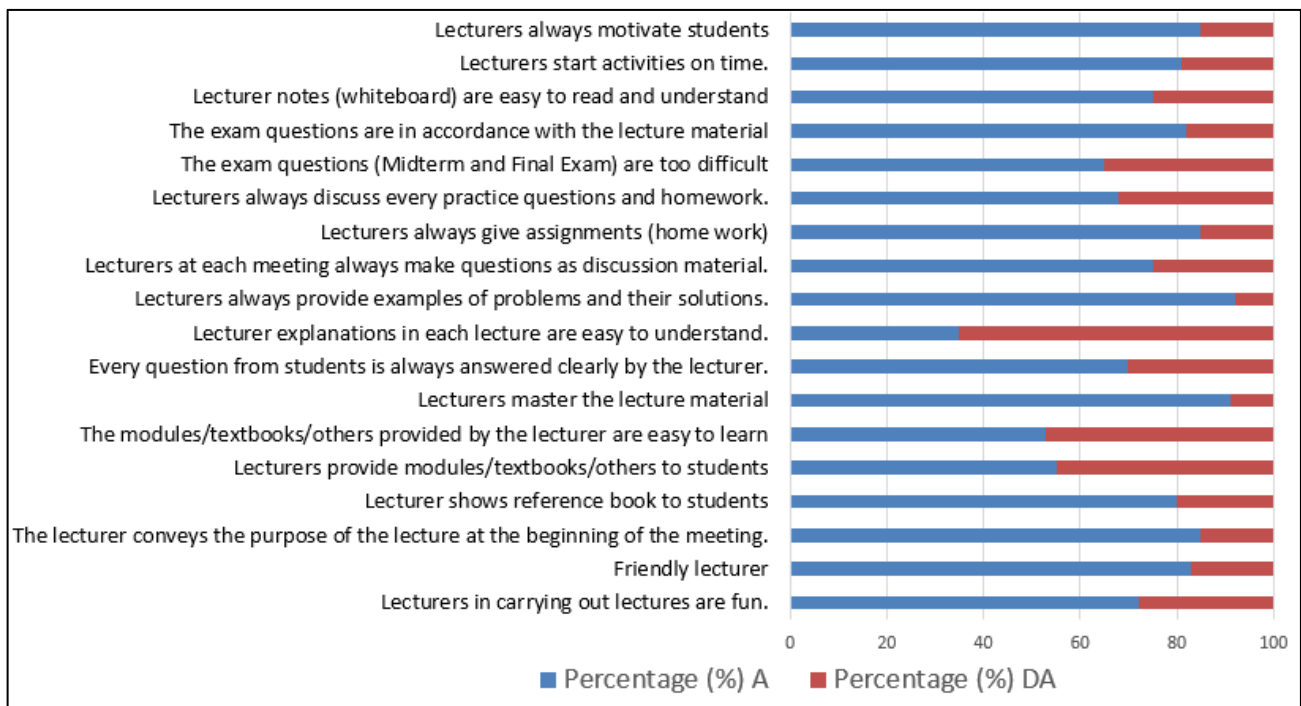 Lecturers always motivate students
Lecturers start activities on time.
Lecturer notes (whiteboard) are easy to read and understand
The exam questions are in accordance with the lecture material
The exam questions (Midterm and Final Exam) are too difficult
Lecturers always discuss every practice questions and homework.
Lecturers always give assignments (home work)
Lecturers at each meeting always make questions as discussion material.
Lecturers always provide examples of problems and their solutions.
Lecturer explanations in each lecture are easy to understand.
Every question from students is always answered clearly by the lecturer.
Lecturers master the lecture material
The modules/textbooks/others provided by the lecturer are easy to learn
Lecturers provide modules/textbooks/others to students
Lecturer shows reference book to students
The lecturer conveys the purpose of the lecture at the beginning of the meeting.
Friendly lecturer
Lecturers in carrying out lectures are fun.
0 20 40 60 80 100
Percentage (%) A Percentage (%) DA